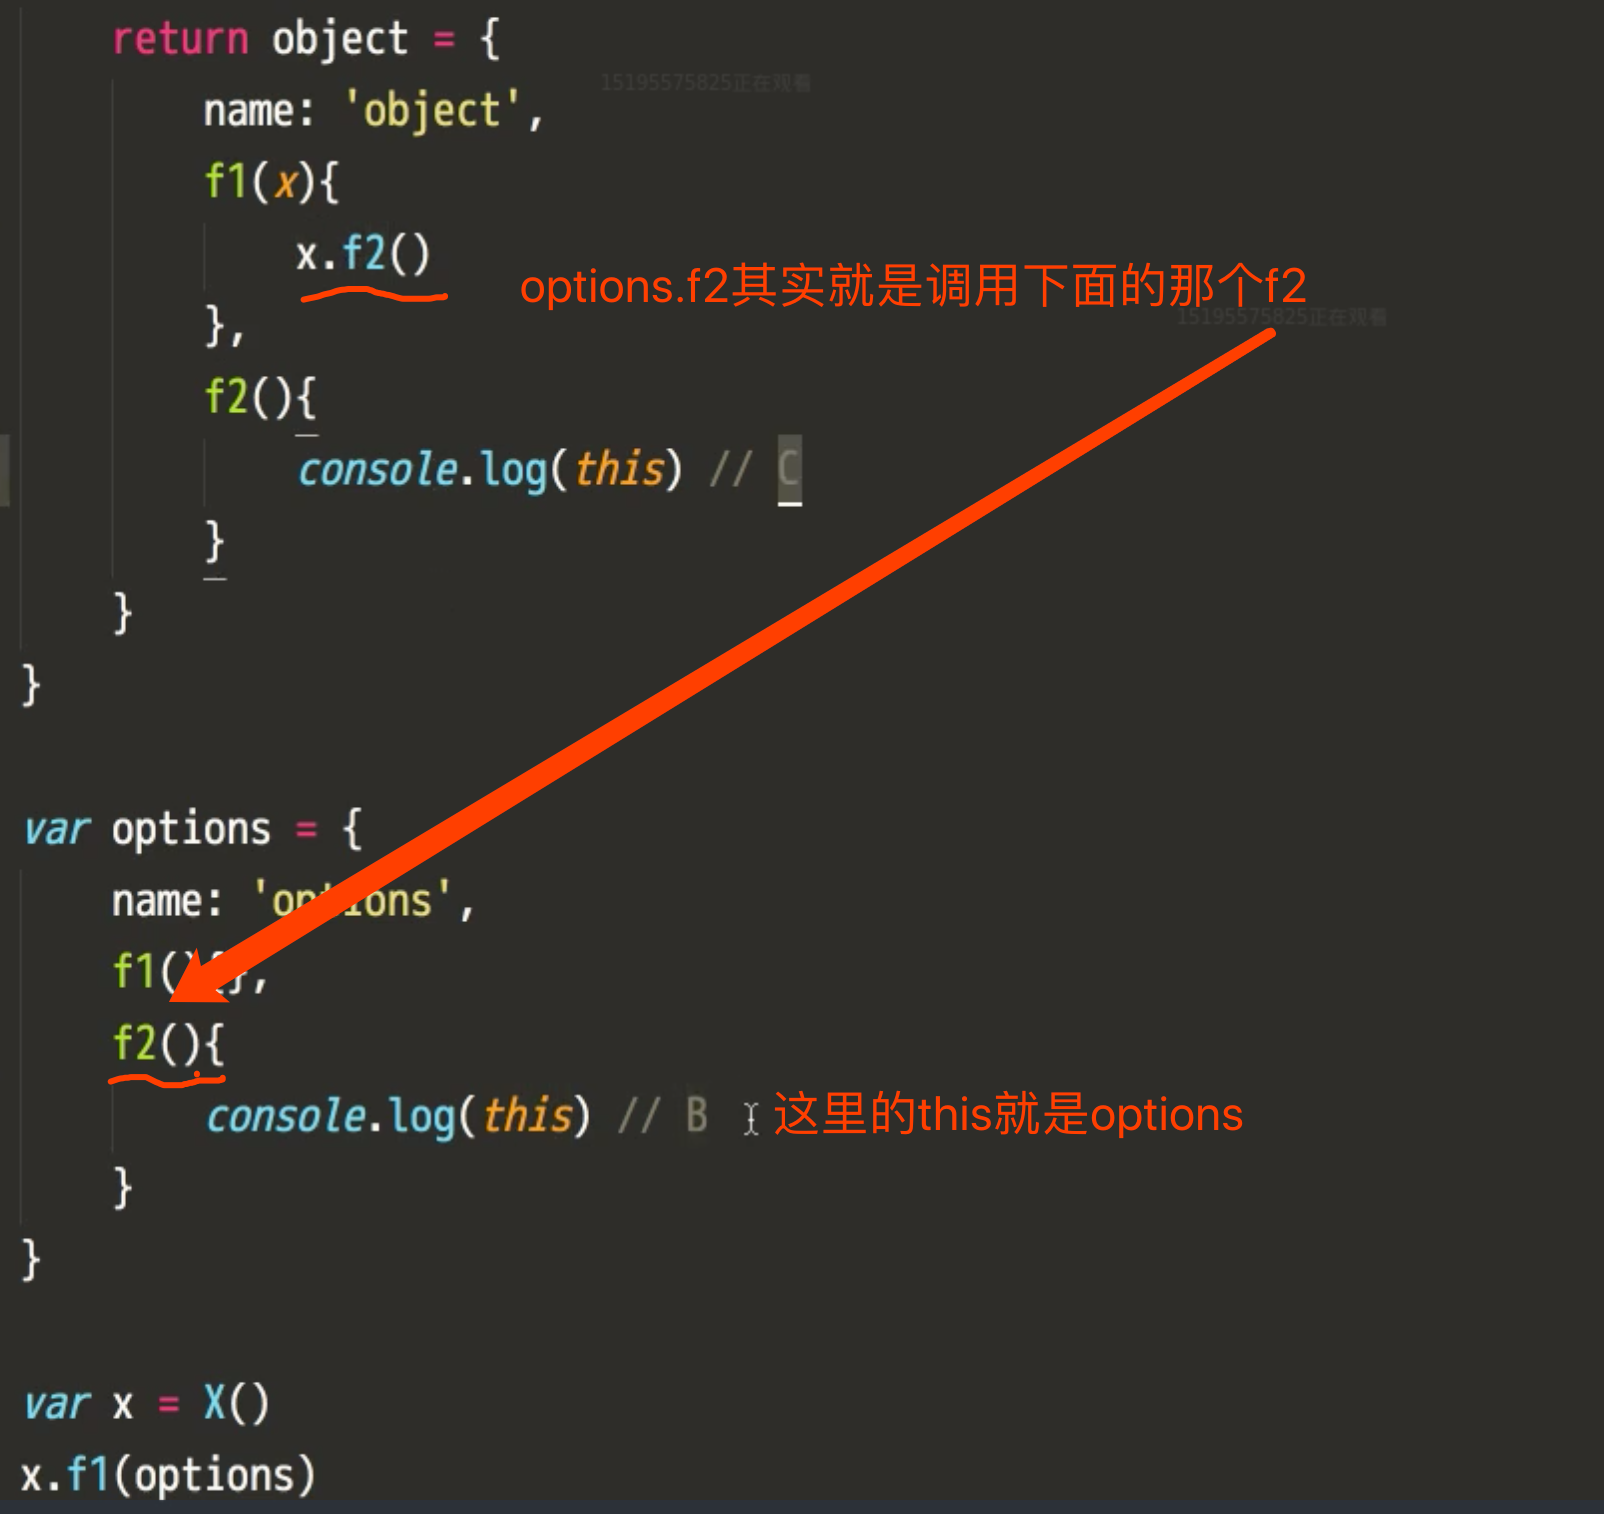 return object = {
15195575825正在观看
name: 'object',
f1(x){
x.f2()
options.f2其实就是调用下面的那个f2
15195575825正在观看
},
f2(){
console.log(this) // C
}
}
}
var options = {
name: 'options',
f1(){},
f2(){
console.log(this) // B
这里的this就是options
}
}
var x = X()
x.f1(options)